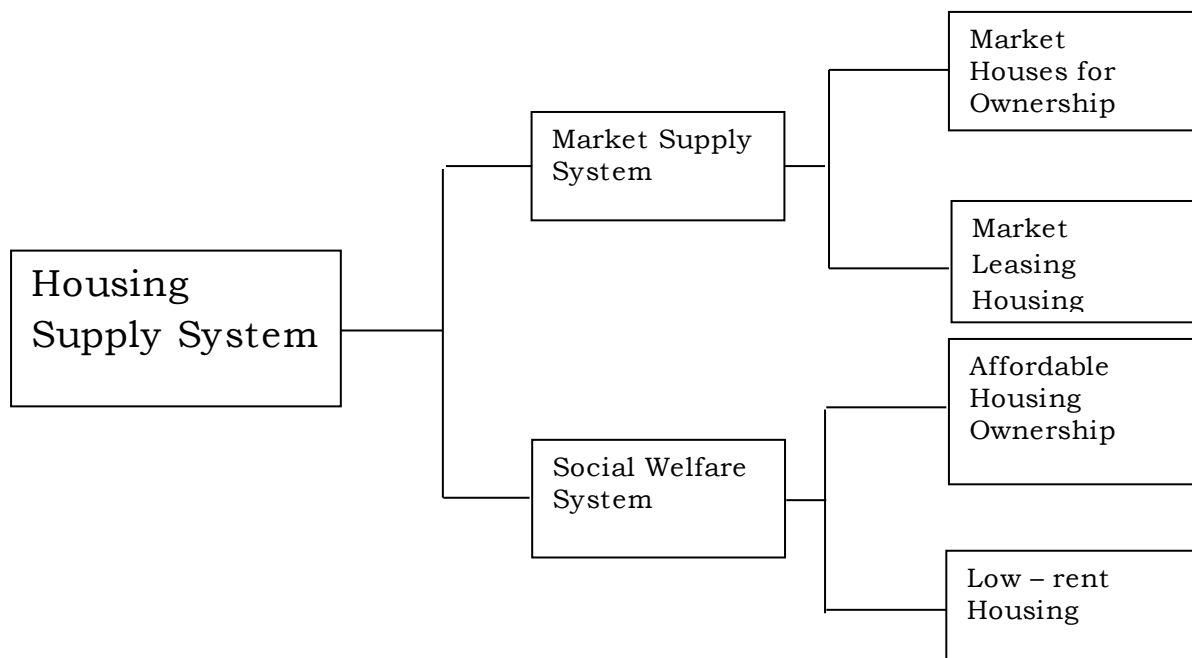 Market
Houses for
Ownership
Market Supply
System
Market
Leasing
Housing
Housing
Supply System
Affordable
Housing
Ownership
Social Welfare
System
Low – rent
Housing